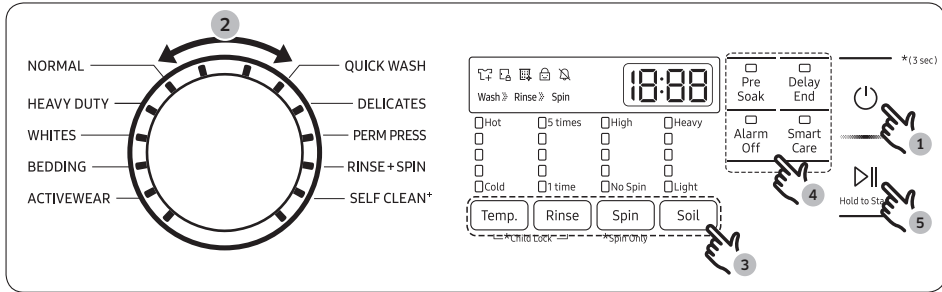 2
NORMAL
HEAVY DUTY
WHITES
BEDDING
ACTIVEWEAR
QUICK WASH
DELICATES
PERM PRESS
RINSE+SPIN
SELF CLEAN+
Wash》 Rinse》 Spin
18:88
Hot 5 times High Heavy
Cold 1 time No Spin Light
Temp. Rinse Spin Soil
*Child Lock *Spin Only
3
Pre Soak
Delay End
Alarm Off
Smart Care
4
*(3 sec)
1
Hold to Sta
5